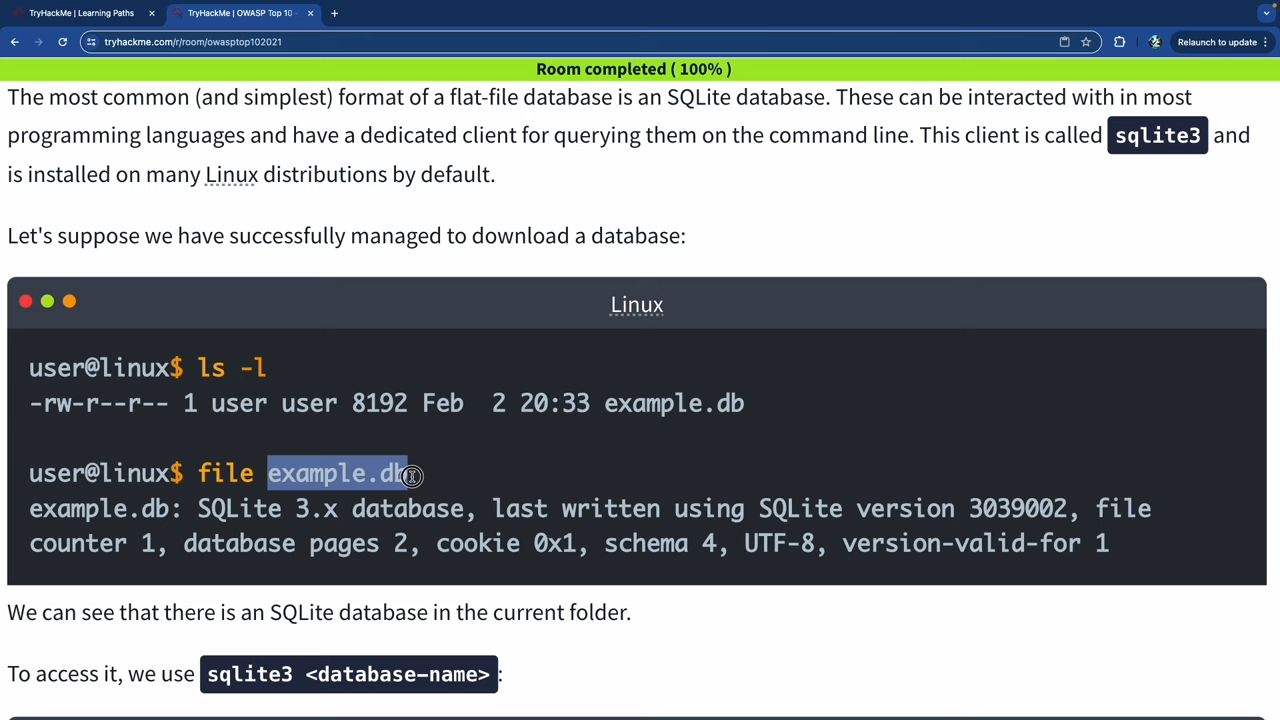 TryHackMe | Learning Paths
TryHackMe | OWASP Top 10 -
tryhackme.com/r/room/owasptop102021
Relaunch to update
Room completed ( 100% )
The most common (and simplest) format of a flat-file database is an SQLite database. These can be interacted with in most
programming languages and have a dedicated client for querying them on the command line. This client is called sqlite3 and
is installed on many Linux distributions by default.
Let's suppose we have successfully managed to download a database:
Linux
user@linux$ ls -l
-rw-r--r-- 1 user user 8192 Feb  2 20:33 example.db
user@linux$ file example.db
example.db: SQLite 3.x database, last written using SQLite version 3039002, file
counter 1, database pages 2, cookie 0x1, schema 4, UTF-8, version-valid-for 1
We can see that there is an SQLite database in the current folder.
To access it, we use sqlite3 <database-name>: